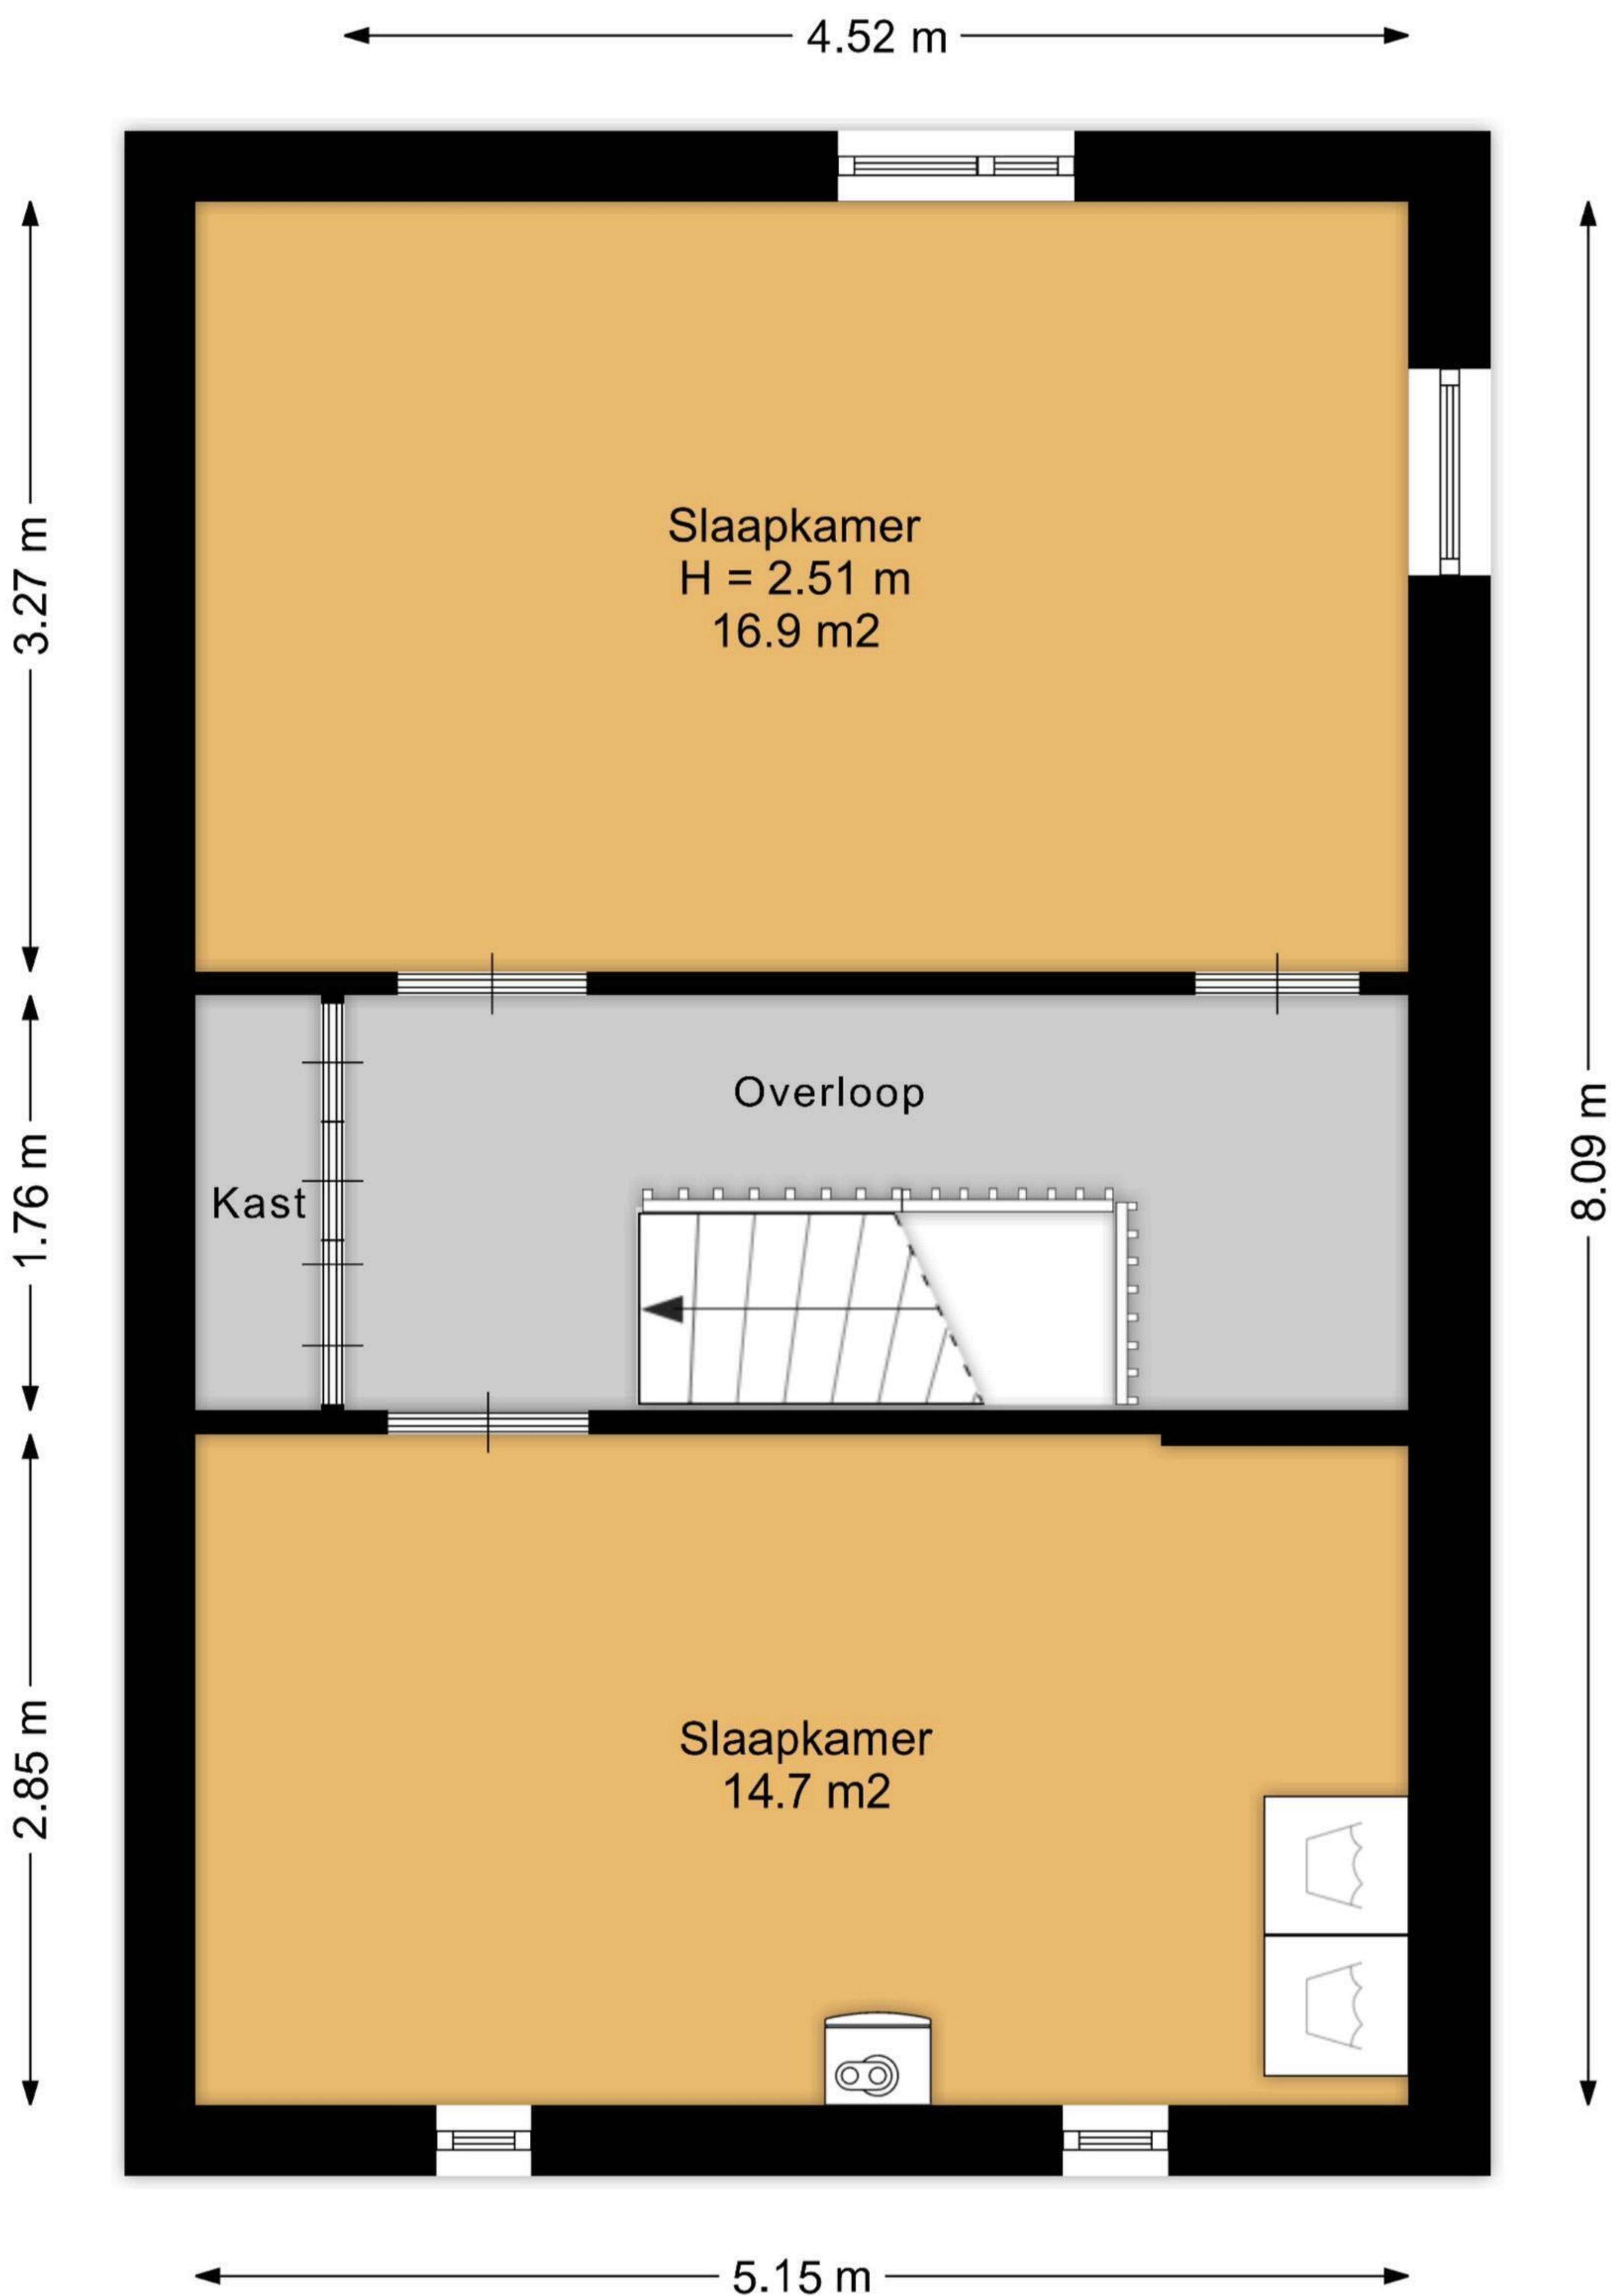 4.52 m
3.27 m
Slaapkamer
H = 2.51 m
16.9 m2
Overloop
Kast
1.76 m
8.09 m
Slaapkamer
14.7 m2
2.85 m
5.15 m